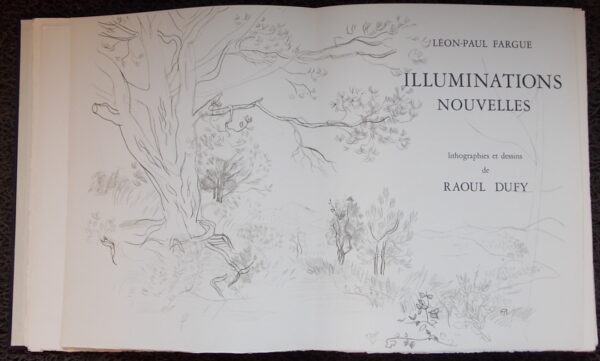 LÉON-PAUL FARGUE
ILLUMINATIONS
NOUVELLES
lithographies et dessins
de
RAOUL DUFY